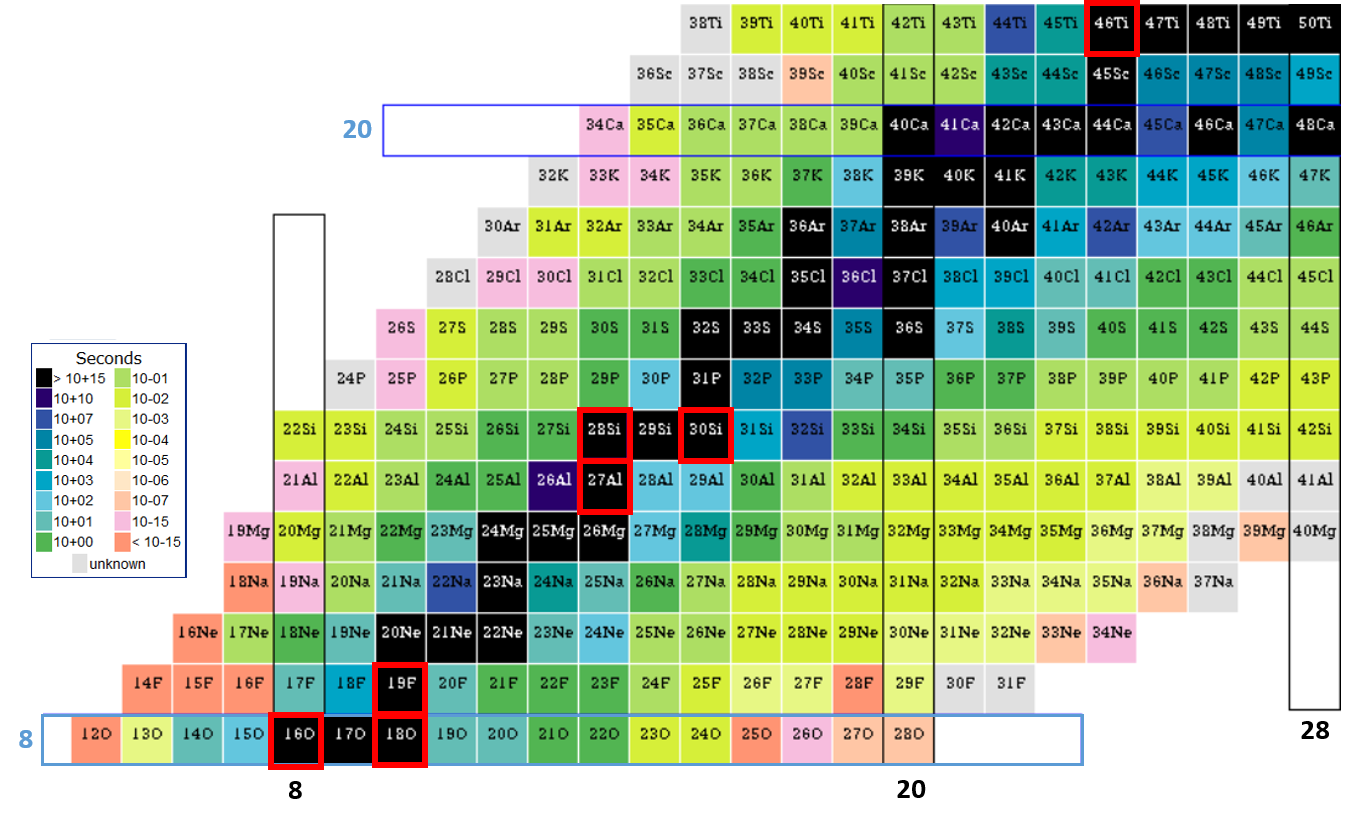 38Ti 39Ti 40Ti 41Ti 42Ti 43Ti 44Ti 45Ti 46Ti 47Ti 48Ti 49Ti 50Ti
36Sc 37Sc 38Sc 39Sc 40Sc 41Sc 42Sc 43Sc 44Sc 45Sc 46Sc 47Sc 48Sc 49Sc
20 34Ca 35Ca 36Ca 37Ca 38Ca 39Ca 40Ca 41Ca 42Ca 43Ca 44Ca 45Ca 46Ca 47Ca 48Ca
32K 33K 34K 35K 36K 37K 38K 39K 40K 41K 42K 43K 44K 45K 46K 47K
30Ar 31Ar 32Ar 33Ar 34Ar 35Ar 36Ar 37Ar 38Ar 39Ar 40Ar 41Ar 42Ar 43Ar 44Ar 45Ar 46Ar
28Cl 29Cl 30Cl 31Cl 32Cl 33Cl 34Cl 35Cl 36Cl 37Cl 38Cl 39Cl 40Cl 41Cl 42Cl 43Cl 44Cl 45Cl
26S 27S 28S 29S 30S 31S 32S 33S 34S 35S 36S 37S 38S 39S 40S 41S 42S 43S 44S
24P 25P 26P 27P 28P 29P 30P 31P 32P 33P 34P 35P 36P 37P 38P 39P 40P 41P 42P 43P
22Si 23Si 24Si 25Si 26Si 27Si 28Si 29Si 30Si 31Si 32Si 33Si 34Si 35Si 36Si 37Si 38Si 39Si 40Si 41Si 42Si
21Al 22Al 23Al 24Al 25Al 26Al 27Al 28Al 29Al 30Al 31Al 32Al 33Al 34Al 35Al 36Al 37Al 38Al 39Al 40Al 41Al
19Mg 20Mg 21Mg 22Mg 23Mg 24Mg 25Mg 26Mg 27Mg 28Mg 29Mg 30Mg 31Mg 32Mg 33Mg 34Mg 35Mg 36Mg 37Mg 38Mg 39Mg 40Mg
18Na 19Na 20Na 21Na 22Na 23Na 24Na 25Na 26Na 27Na 28Na 29Na 30Na 31Na 32Na 33Na 34Na 35Na 36Na 37Na
16Ne 17Ne 18Ne 19Ne 20Ne 21Ne 22Ne 23Ne 24Ne 25Ne 26Ne 27Ne 28Ne 29Ne 30Ne 31Ne 32Ne 33Ne 34Ne
14F 15F 16F 17F 18F 19F 20F 21F 22F 23F 24F 25F 26F 27F 28F 29F 30F 31F
8 12O 13O 14O 15O 16O 17O 18O 19O 20O 21O 22O 23O 24O 25O 26O 27O 28O
8 20 28
Seconds
> 10+15 10-01
10+10 10-02
10+07 10-03
10+05 10-04
10+04 10-05
10+03 10-06
10+02 10-07
10+01 10-15
10+00 < 10-15
unknown